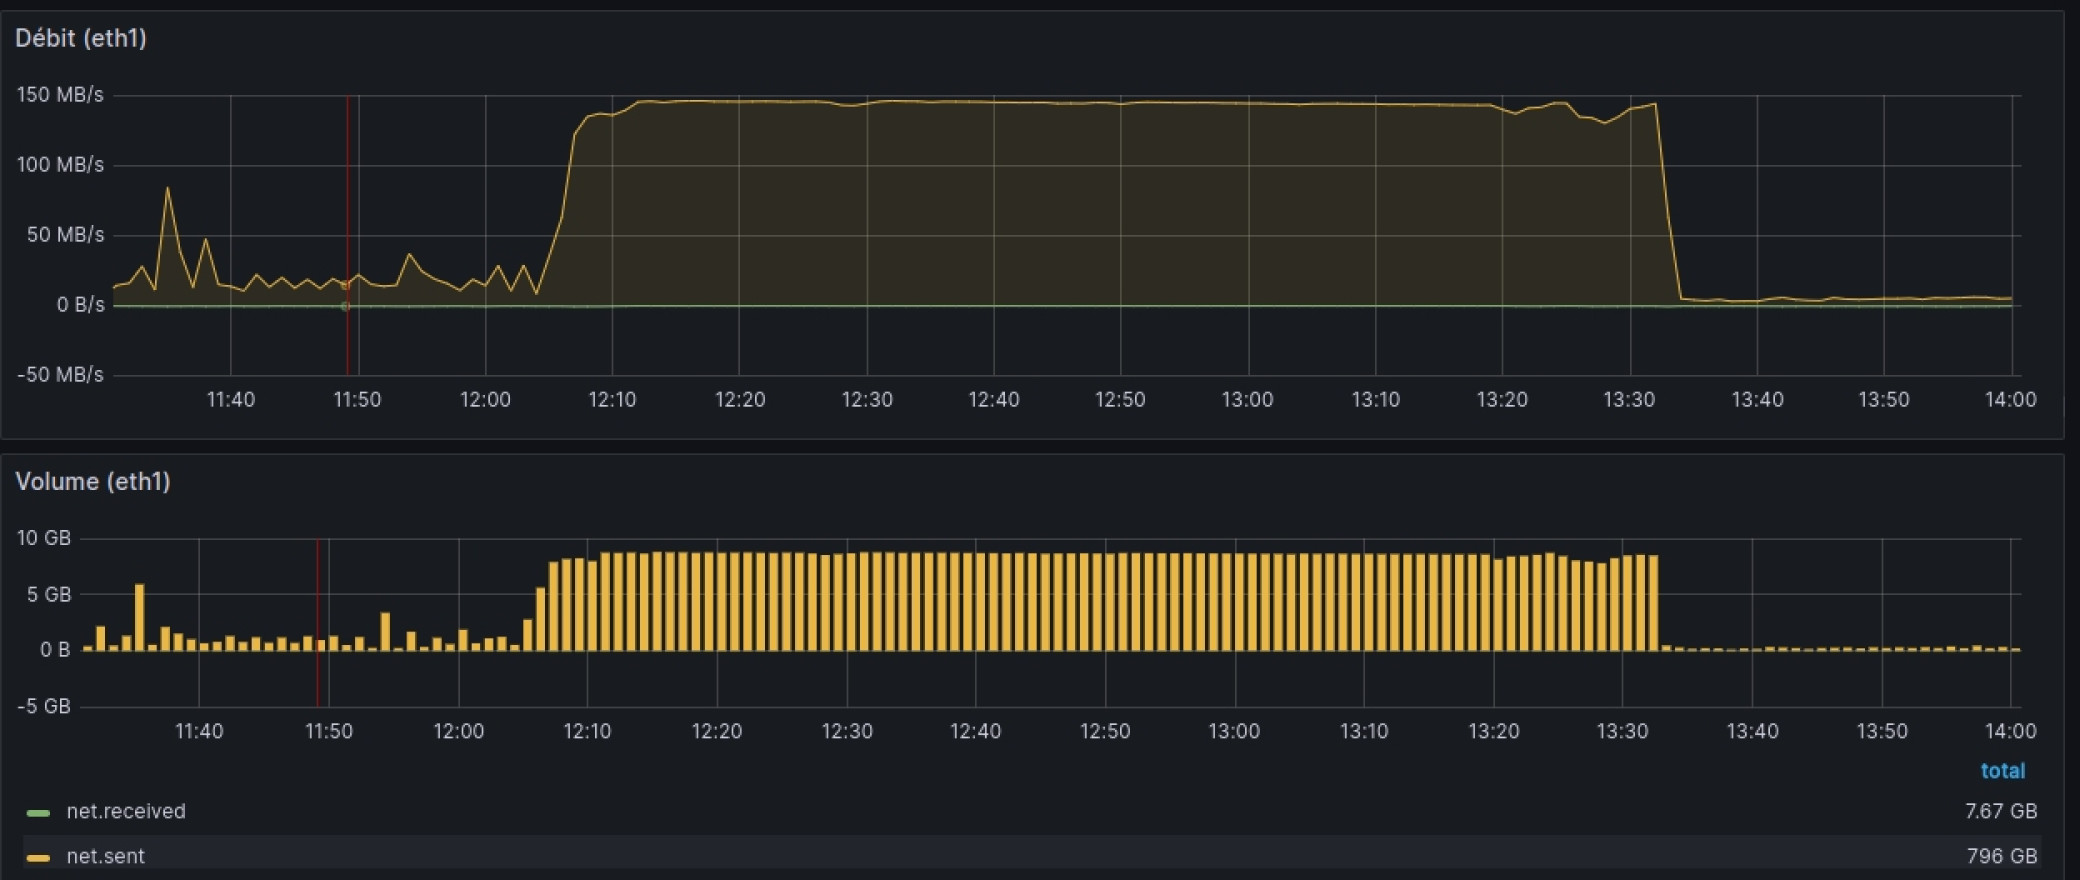 Débit (eth1)
150 MB/s
100 MB/s
50 MB/s
0 B/s
-50 MB/s
11:40 11:50 12:00 12:10 12:20 12:30 12:40 12:50 13:00 13:10 13:20 13:30 13:40 13:50 14:00
Volume (eth1)
10 GB
5 GB
0 B
-5 GB
11:40 11:50 12:00 12:10 12:20 12:30 12:40 12:50 13:00 13:10 13:20 13:30 13:40 13:50 14:00
total
net.received 7.67 GB
net.sent 796 GB